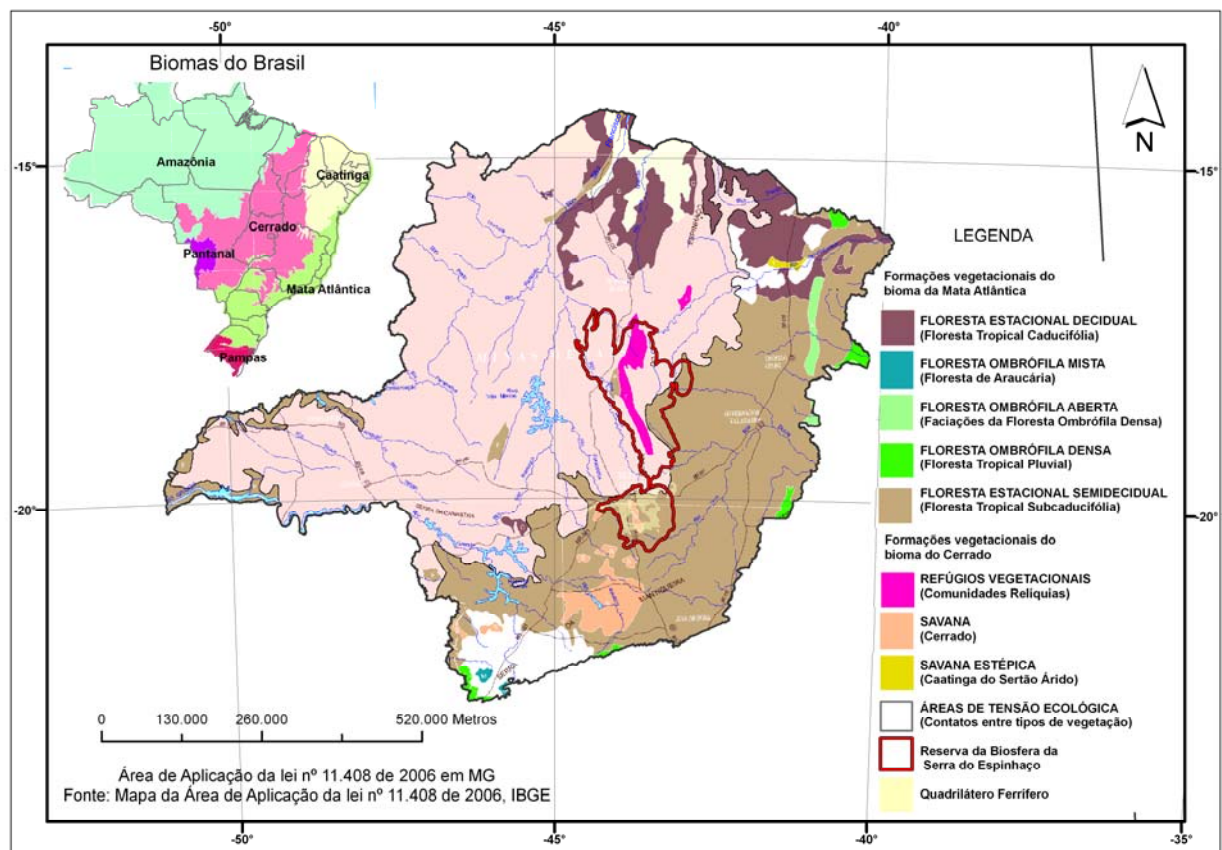 -50°
-45°
-40°
Biomas do Brasil
Amazônia
Caatinga
Cerrado
Pantanal
Mata Atlântica
Pampas
-15°
-15°
-20°
-20°
N
LEGENDA
Formações vegetacionais do
bioma da Mata Atlântica
FLORESTA ESTACIONAL DECIDUAL
(Floresta Tropical Caducifólia)
FLORESTA OMBRÓFILA MISTA
(Floresta de Araucária)
FLORESTA OMBRÓFILA ABERTA
(Faciações da Floresta Ombrófila Densa)
FLORESTA OMBRÓFILA DENSA
(Floresta Tropical Pluvial)
FLORESTA ESTACIONAL SEMIDECIDUAL
(Floresta Tropical Subcaducifólia)
Formações vegetacionais do
bioma do Cerrado
REFÚGIOS VEGETACIONAIS
(Comunidades Relíquias)
SAVANA
(Cerrado)
SAVANA ESTÉPICA
(Caatinga do Sertão Árido)
ÁREAS DE TENSÃO ECOLÓGICA
(Contatos entre tipos de vegetação)
Reserva da Biosfera da
Serra do Espinhaço
Quadrilátero Ferrífero
0 130.000 260.000 520.000 Metros
Área de Aplicação da lei nº 11.408 de 2006 em MG
Fonte: Mapa da Área de Aplicação da lei nº 11.408 de 2006, IBGE
-50°
-45°
-40°
-35°